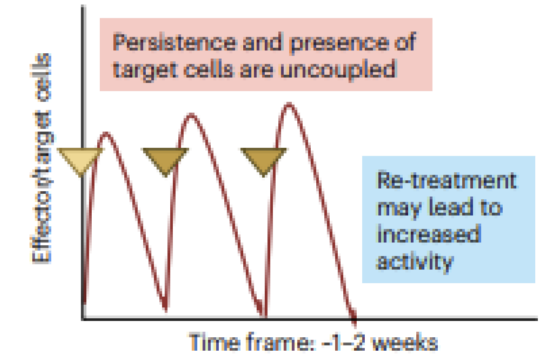 Persistence and presence of
target cells are uncoupled
Effector/target cells
Re-treatment
may lead to
increased
activity
Time frame: ~1–2 weeks